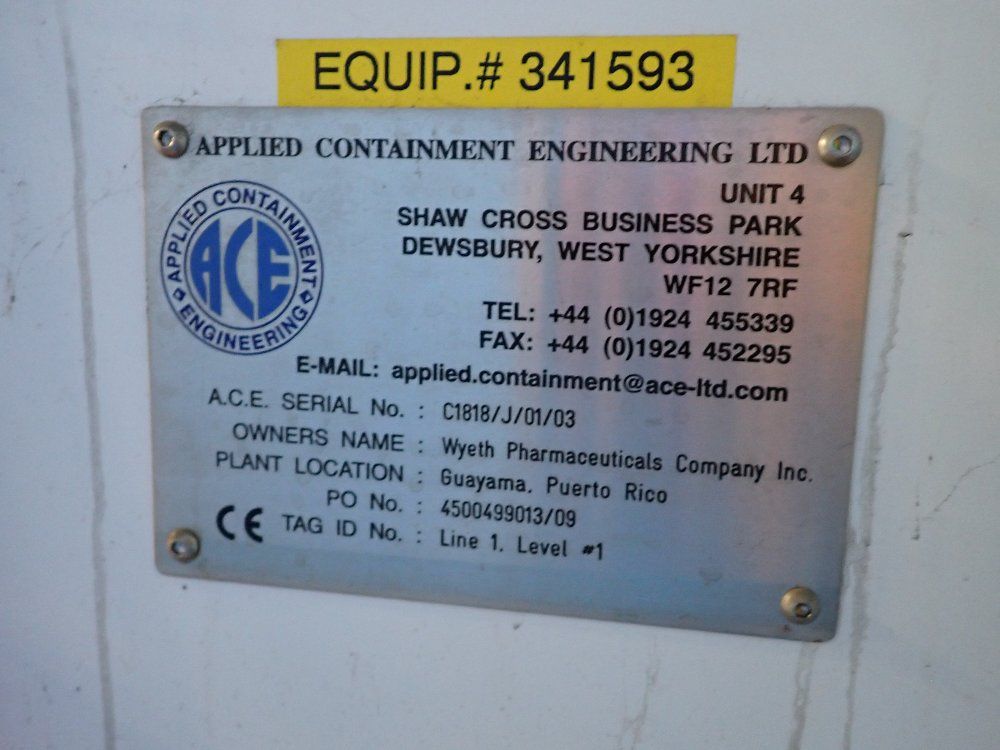 EQUIP.# 341593
APPLIED CONTAINMENT ENGINEERING LTD
UNIT 4
SHAW CROSS BUSINESS PARK
DEWSBURY, WEST YORKSHIRE
WF12 7RF
TEL: +44 (0)1924 455339
FAX: +44 (0)1924 452295
E-MAIL: applied.containment@ace-ltd.com
APPLIED CONTAINMENT
ACE
ENGINEERING
A.C.E. SERIAL No. : C1818/J/01/03
OWNERS NAME : Wyeth Pharmaceuticals Company Inc.
PLANT LOCATION : Guayama, Puerto Rico
PO No. : 4500499013/09
CE TAG ID No. : Line 1, Level #1